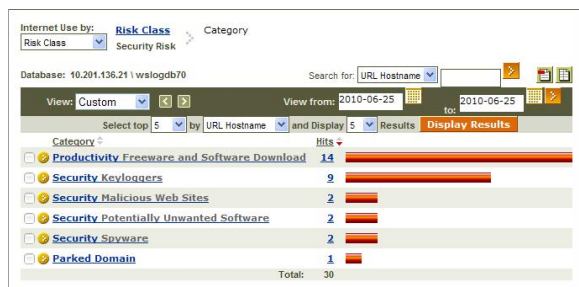 Internet Use by: Risk Class Category
Risk Class Security Risk
Database: 10.201.136.21 \ wslogdb70 Search for: URL Hostname
View: Custom View from: 2010-06-25 to: 2010-06-25
Select top 5 by URL Hostname and Display 5 Results Display Results
Category Hits
Productivity Freeware and Software Download 14
Security Keyloggers 9
Security Malicious Web Sites 2
Security Potentially Unwanted Software 2
Security Spyware 2
Parked Domain 1
Total: 30